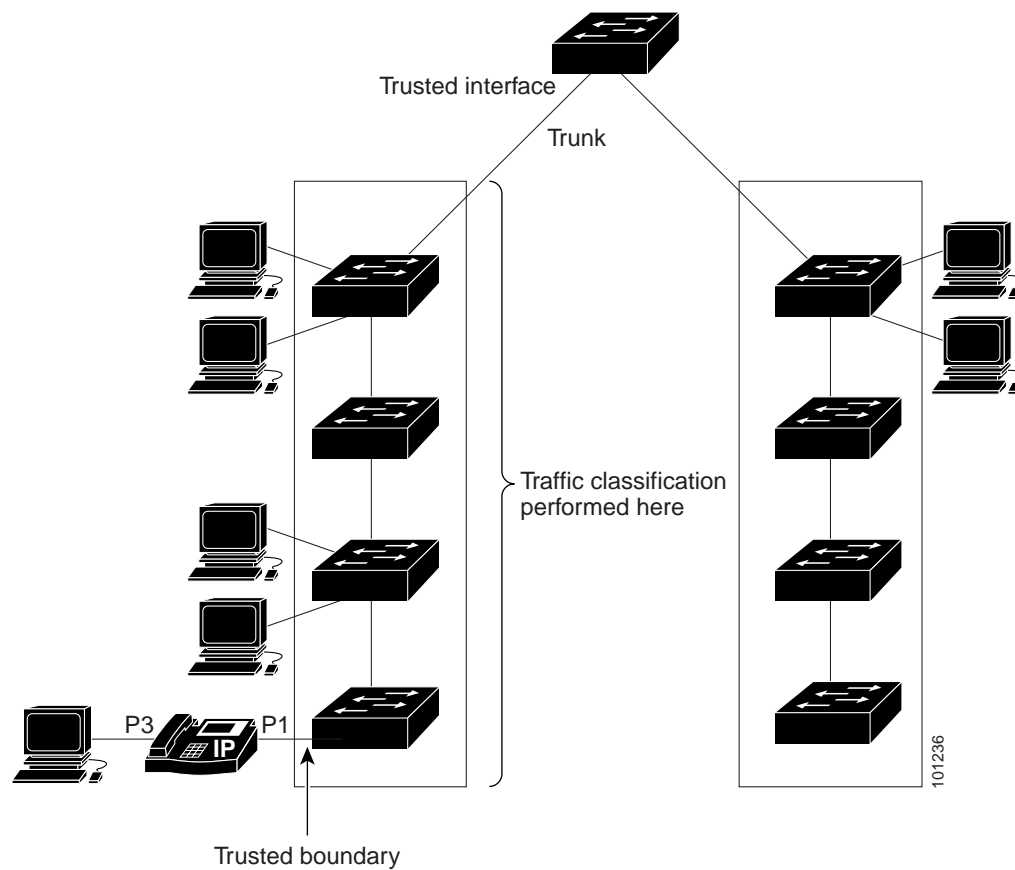 Trusted interface
Trunk
Traffic classification
performed here
P3
IP
P1
101236
Trusted boundary